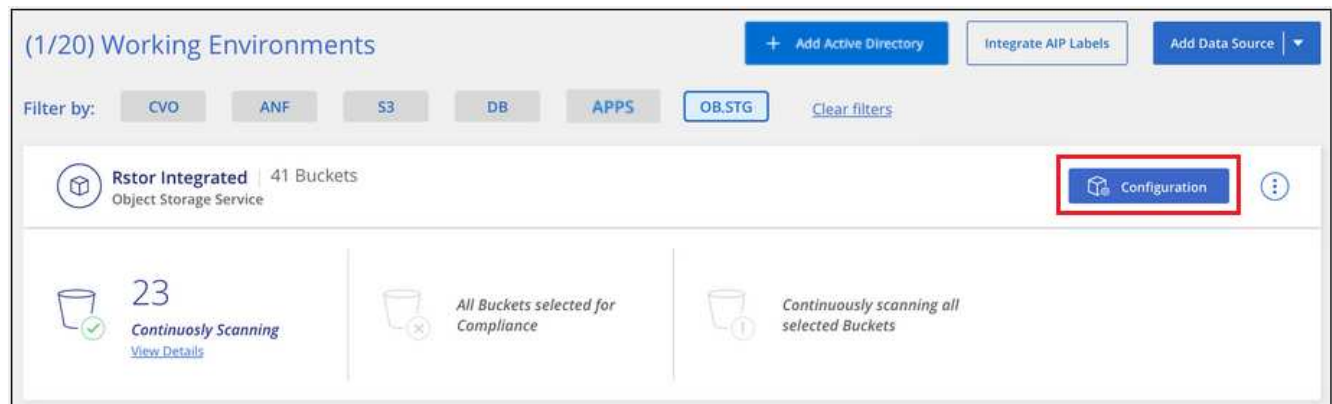 (1/20) Working Environments
+ Add Active Directory
Integrate AIP Labels
Add Data Source
Filter by:
CVO
ANF
S3
DB
APPS
OB.STG
Clear filters
Rstor Integrated | 41 Buckets
Object Storage Service
Configuration
23
Continuosly Scanning
View Details
All Buckets selected for
Compliance
Continuously scanning all
selected Buckets